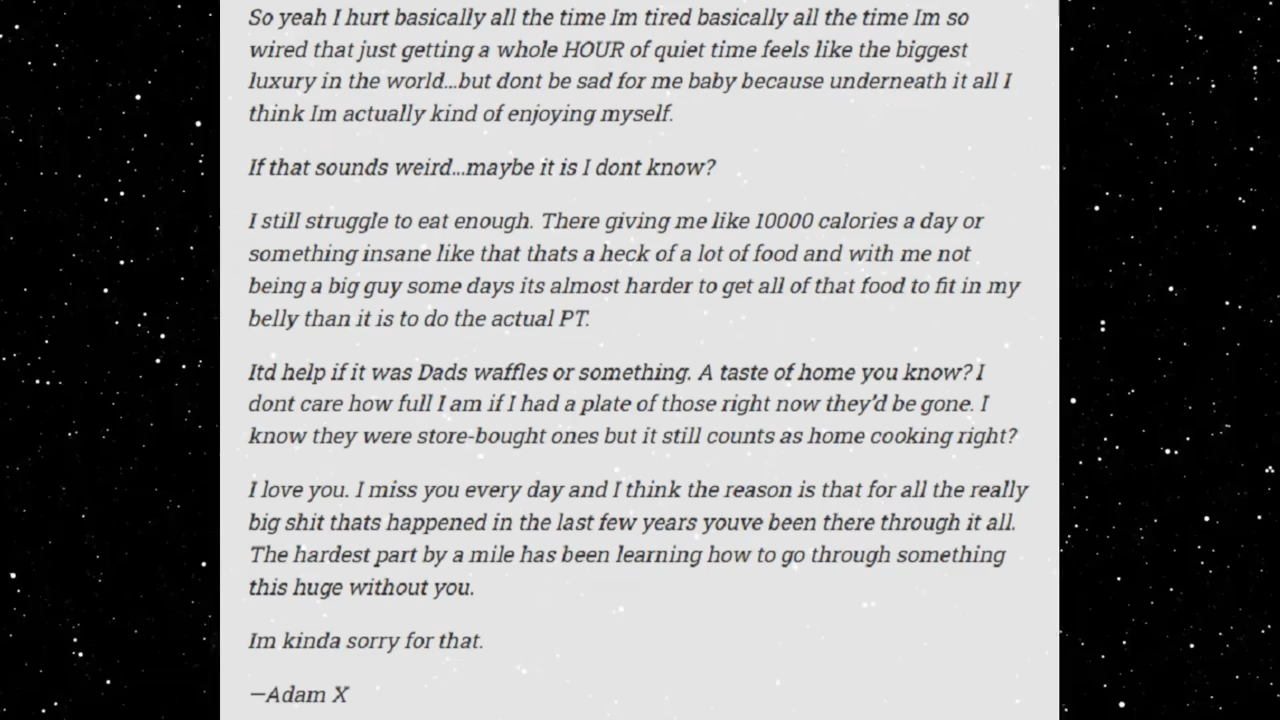 So yeah I hurt basically all the time Im tired basically all the time Im so
wired that just getting a whole HOUR of quiet time feels like the biggest
luxury in the world...but dont be sad for me baby because underneath it all I
think Im actually kind of enjoying myself.
If that sounds weird...maybe it is I dont know?
I still struggle to eat enough. There giving me like 10000 calories a day or
something insane like that thats a heck of a lot of food and with me not
being a big guy some days its almost harder to get all of that food to fit in my
belly than it is to do the actual PT.
Itd help if it was Dads waffles or something. A taste of home you know? I
dont care how full I am if I had a plate of those right now they’d be gone. I
know they were store-bought ones but it still counts as home cooking right?
I love you. I miss you every day and I think the reason is that for all the really
big shit thats happened in the last few years youve been there through it all.
The hardest part by a mile has been learning how to go through something
this huge without you.
Im kinda sorry for that.
—Adam X